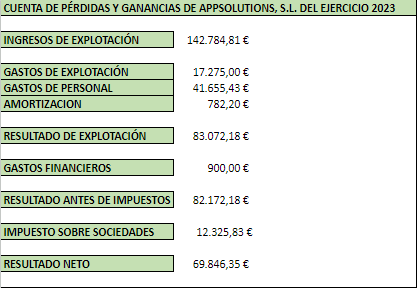 CUENTA DE PÉRDIDAS Y GANANCIAS DE APPSOLUTIONS, S.L. DEL EJERCICIO 2023
INGRESOS DE EXPLOTACIÓN 142.784,81 €
GASTOS DE EXPLOTACIÓN 17.275,00 €
GASTOS DE PERSONAL 41.655,43 €
AMORTIZACION 782,20 €
RESULTADO DE EXPLOTACIÓN 83.072,18 €
GASTOS FINANCIEROS 900,00 €
RESULTADO ANTES DE IMPUESTOS 82.172,18 €
IMPUESTO SOBRE SOCIEDADES 12.325,83 €
RESULTADO NETO 69.846,35 €